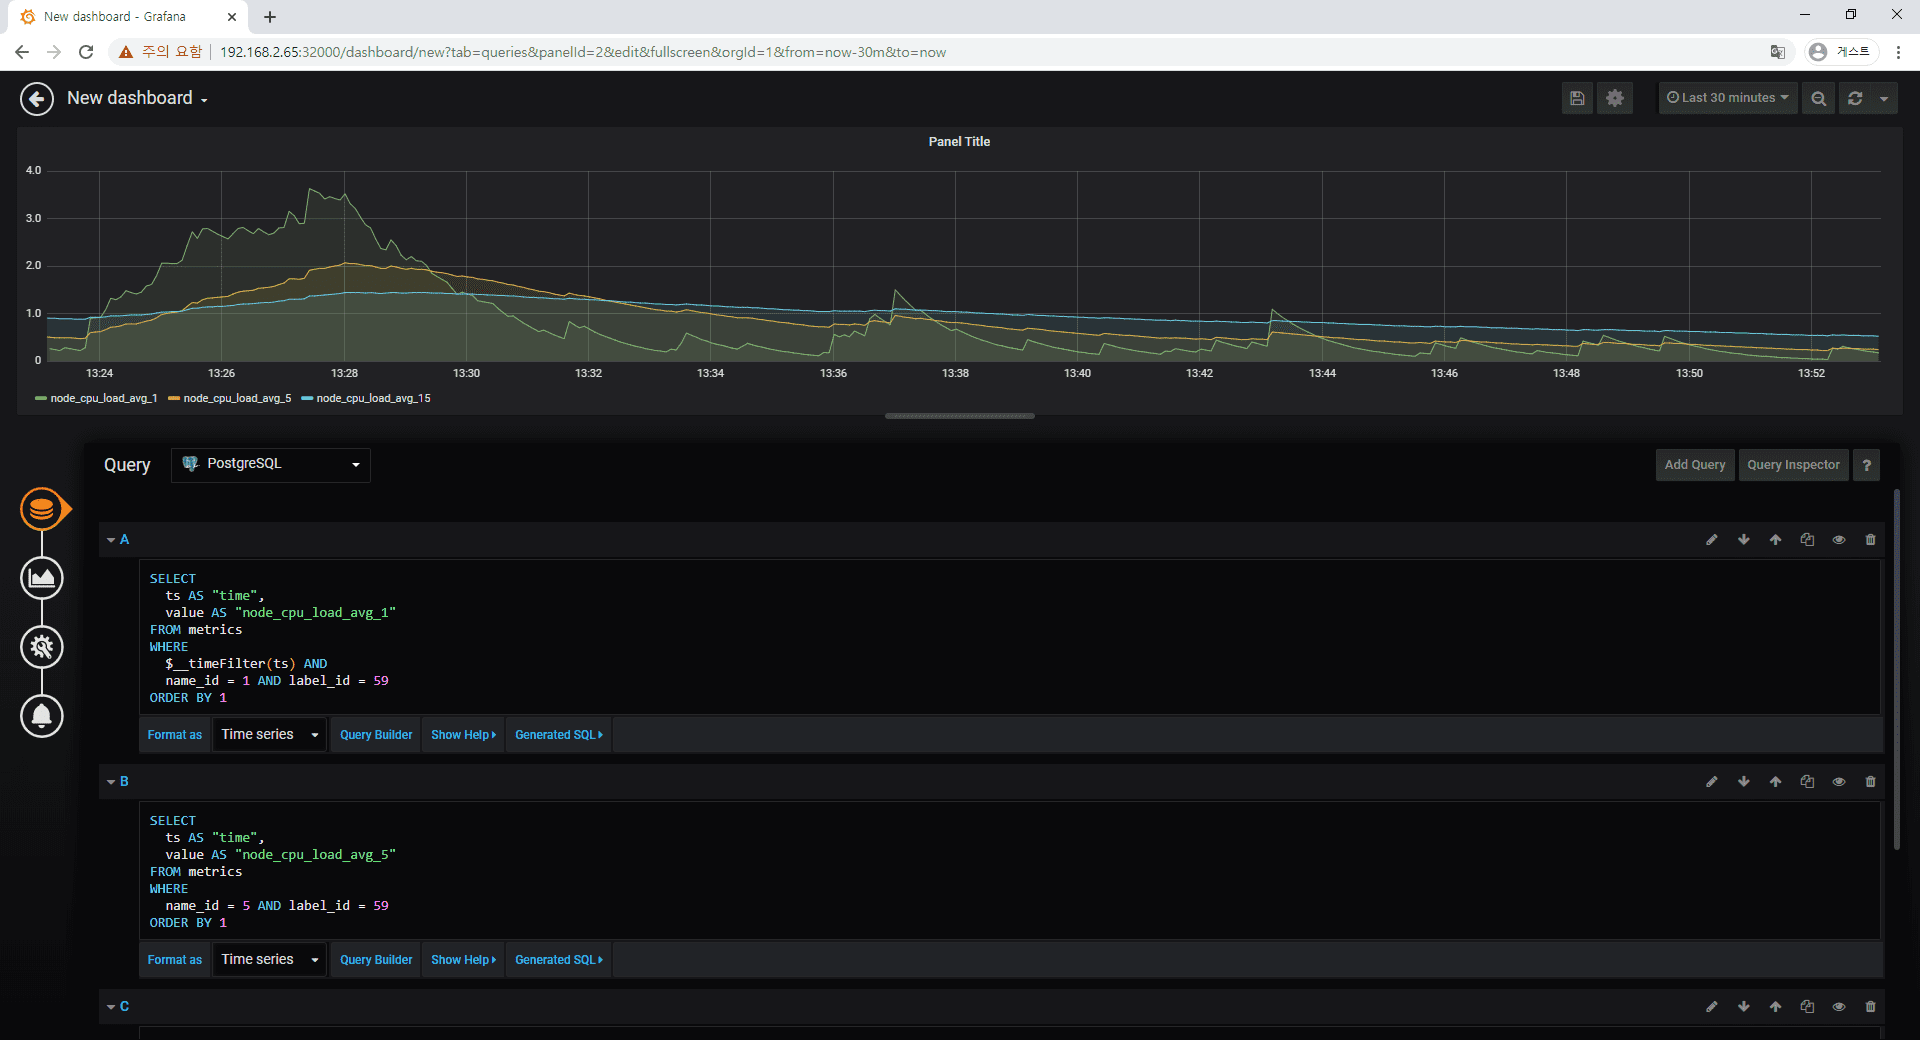 New dashboard - Grafana
주의 요함 192.168.2.65:32000/dashboard/new?tab=queries&panelId=2&edit&fullscreen&orgId=1&from=now-30m&to=now 게스트
New dashboard Last 30 minutes
Panel Title
4.0
3.0
2.0
1.0
0
13:24 13:26 13:28 13:30 13:32 13:34 13:36 13:38 13:40 13:42 13:44 13:46 13:48 13:50 13:52
node_cpu_load_avg_1 node_cpu_load_avg_5 node_cpu_load_avg_15
Query PostgreSQL Add Query Query Inspector ?
A
SELECT
ts AS "time",
value AS "node_cpu_load_avg_1"
FROM metrics
WHERE
$__timeFilter(ts) AND
name_id = 1 AND label_id = 59
ORDER BY 1
Format as Time series Query Builder Show Help Generated SQL
B
SELECT
ts AS "time",
value AS "node_cpu_load_avg_5"
FROM metrics
WHERE
name_id = 5 AND label_id = 59
ORDER BY 1
Format as Time series Query Builder Show Help Generated SQL
C